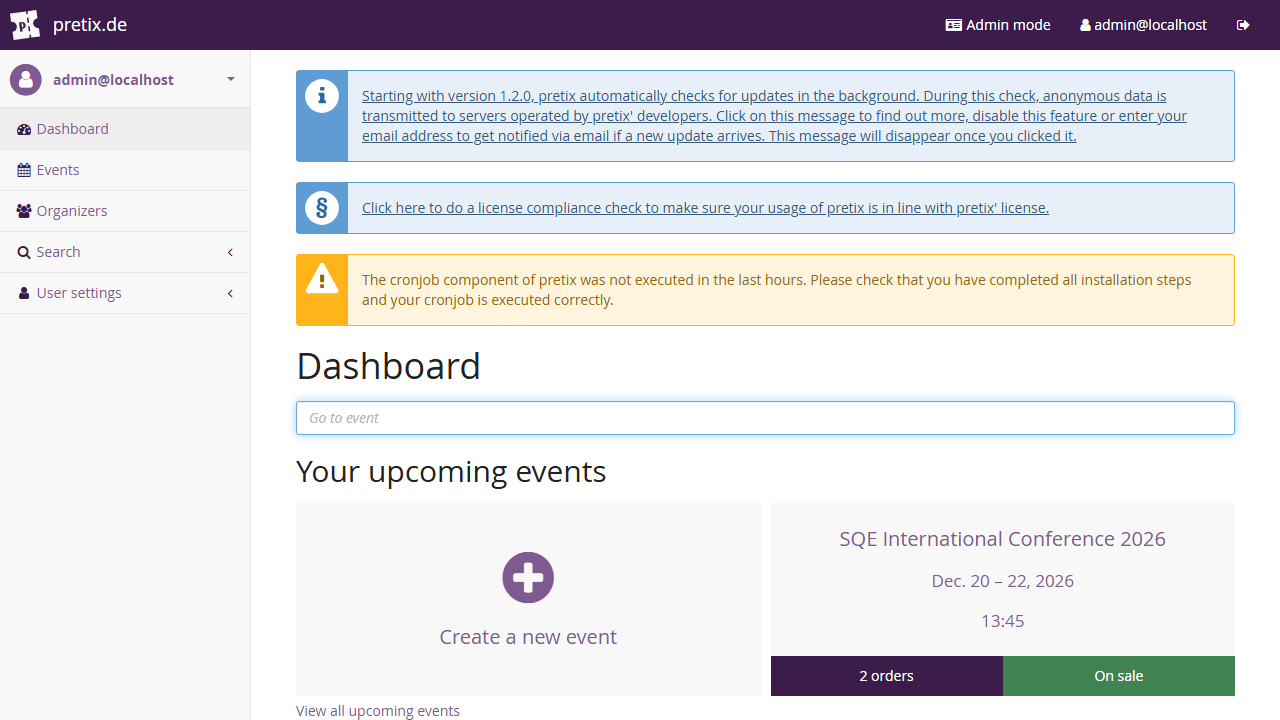 pretix.de
Admin mode
admin@localhost
admin@localhost
Dashboard
Events
Organizers
Search
User settings
Starting with version 1.2.0, pretix automatically checks for updates in the background. During this check, anonymous data is
transmitted to servers operated by pretix' developers. Click on this message to find out more, disable this feature or enter your
email address to get notified via email if a new update arrives. This message will disappear once you clicked it.
§
Click here to do a license compliance check to make sure your usage of pretix is in line with pretix' license.
The cronjob component of pretix was not executed in the last hours. Please check that you have completed all installation steps
and your cronjob is executed correctly.
Dashboard
Go to event
Your upcoming events
Create a new event
SQE International Conference 2026
Dec. 20 – 22, 2026
13:45
2 orders
On sale
View all upcoming events